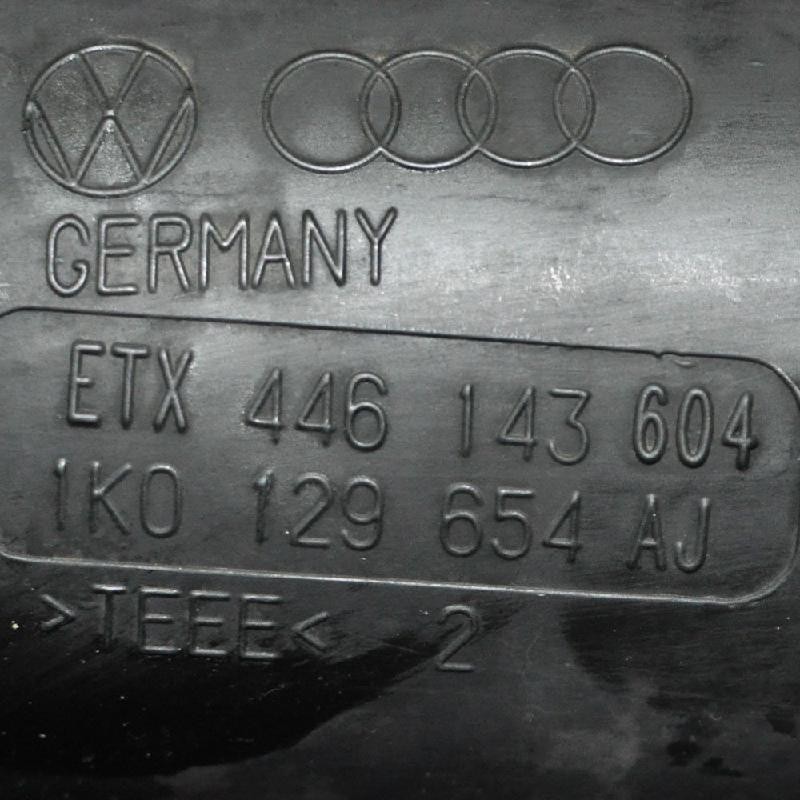 GERMANY
ETX 446 143 604
1K0 129 654 AJ
>TEEE< 2